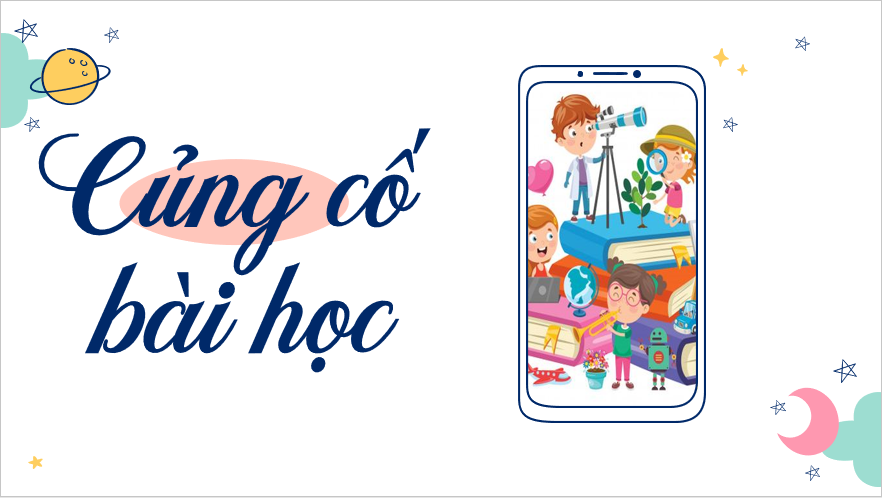 Củng cố
bài học